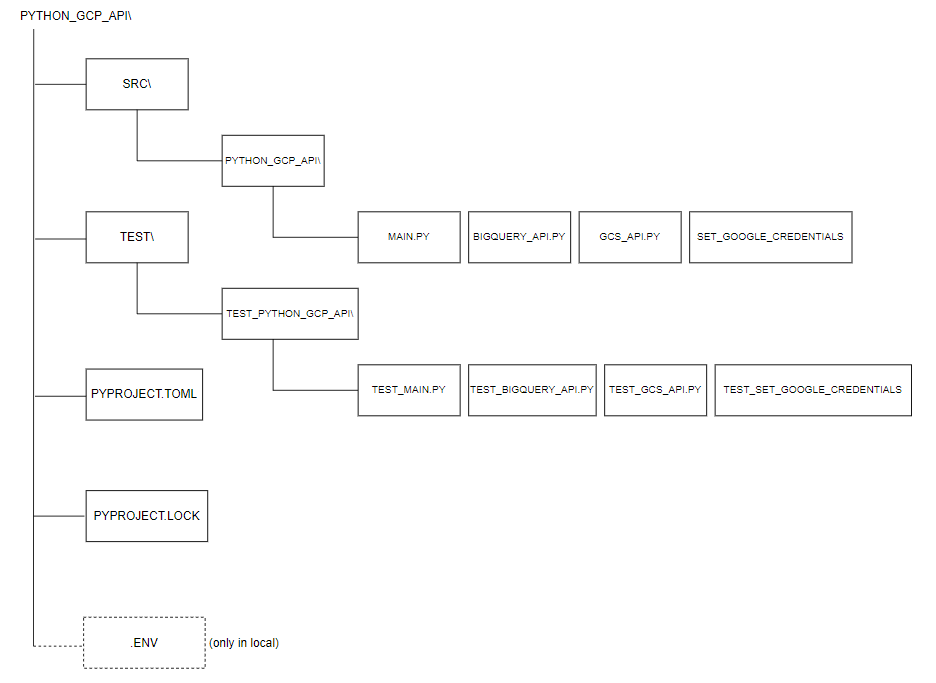 PYTHON_GCP_API\
SRC\
PYTHON_GCP_API\
MAIN.PY
BIGQUERY_API.PY
GCS_API.PY
SET_GOOGLE_CREDENTIALS
TEST\
TEST_PYTHON_GCP_API\
TEST_MAIN.PY
TEST_BIGQUERY_API.PY
TEST_GCS_API.PY
TEST_SET_GOOGLE_CREDENTIALS
PYPROJECT.TOML
PYPROJECT.LOCK
.ENV
(only in local)